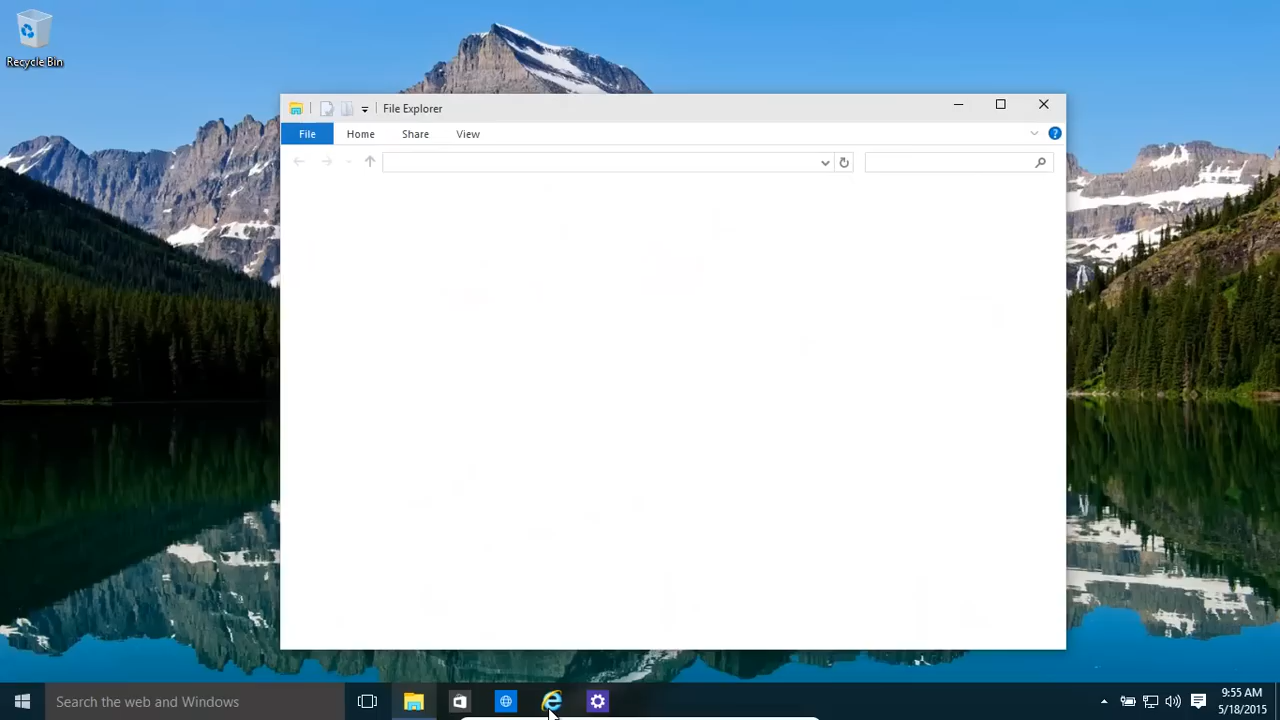 Recycle Bin
File Explorer
File Home Share View
Search the web and Windows
9:55 AM
5/18/2015